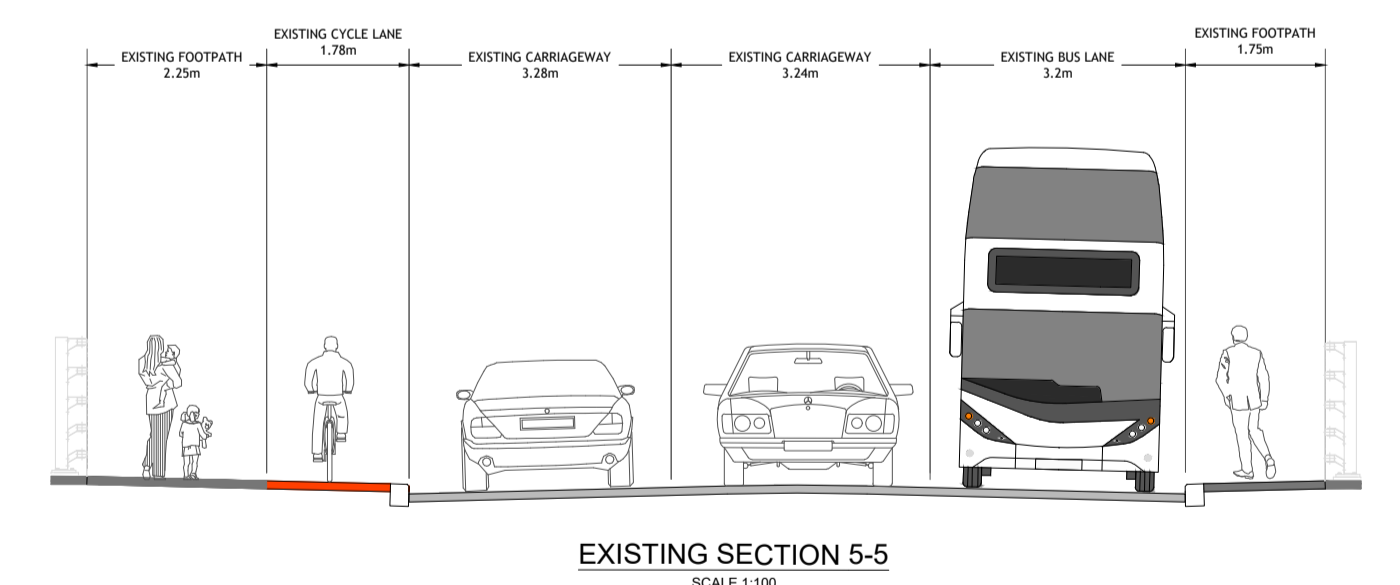 EXISTING FOOTPATH
2.25m
EXISTING CYCLE LANE
1.78m
EXISTING CARRIAGEWAY
3.28m
EXISTING CARRIAGEWAY
3.24m
EXISTING BUS LANE
3.2m
EXISTING FOOTPATH
1.75m
EXISTING SECTION 5-5
SCALE 1:100